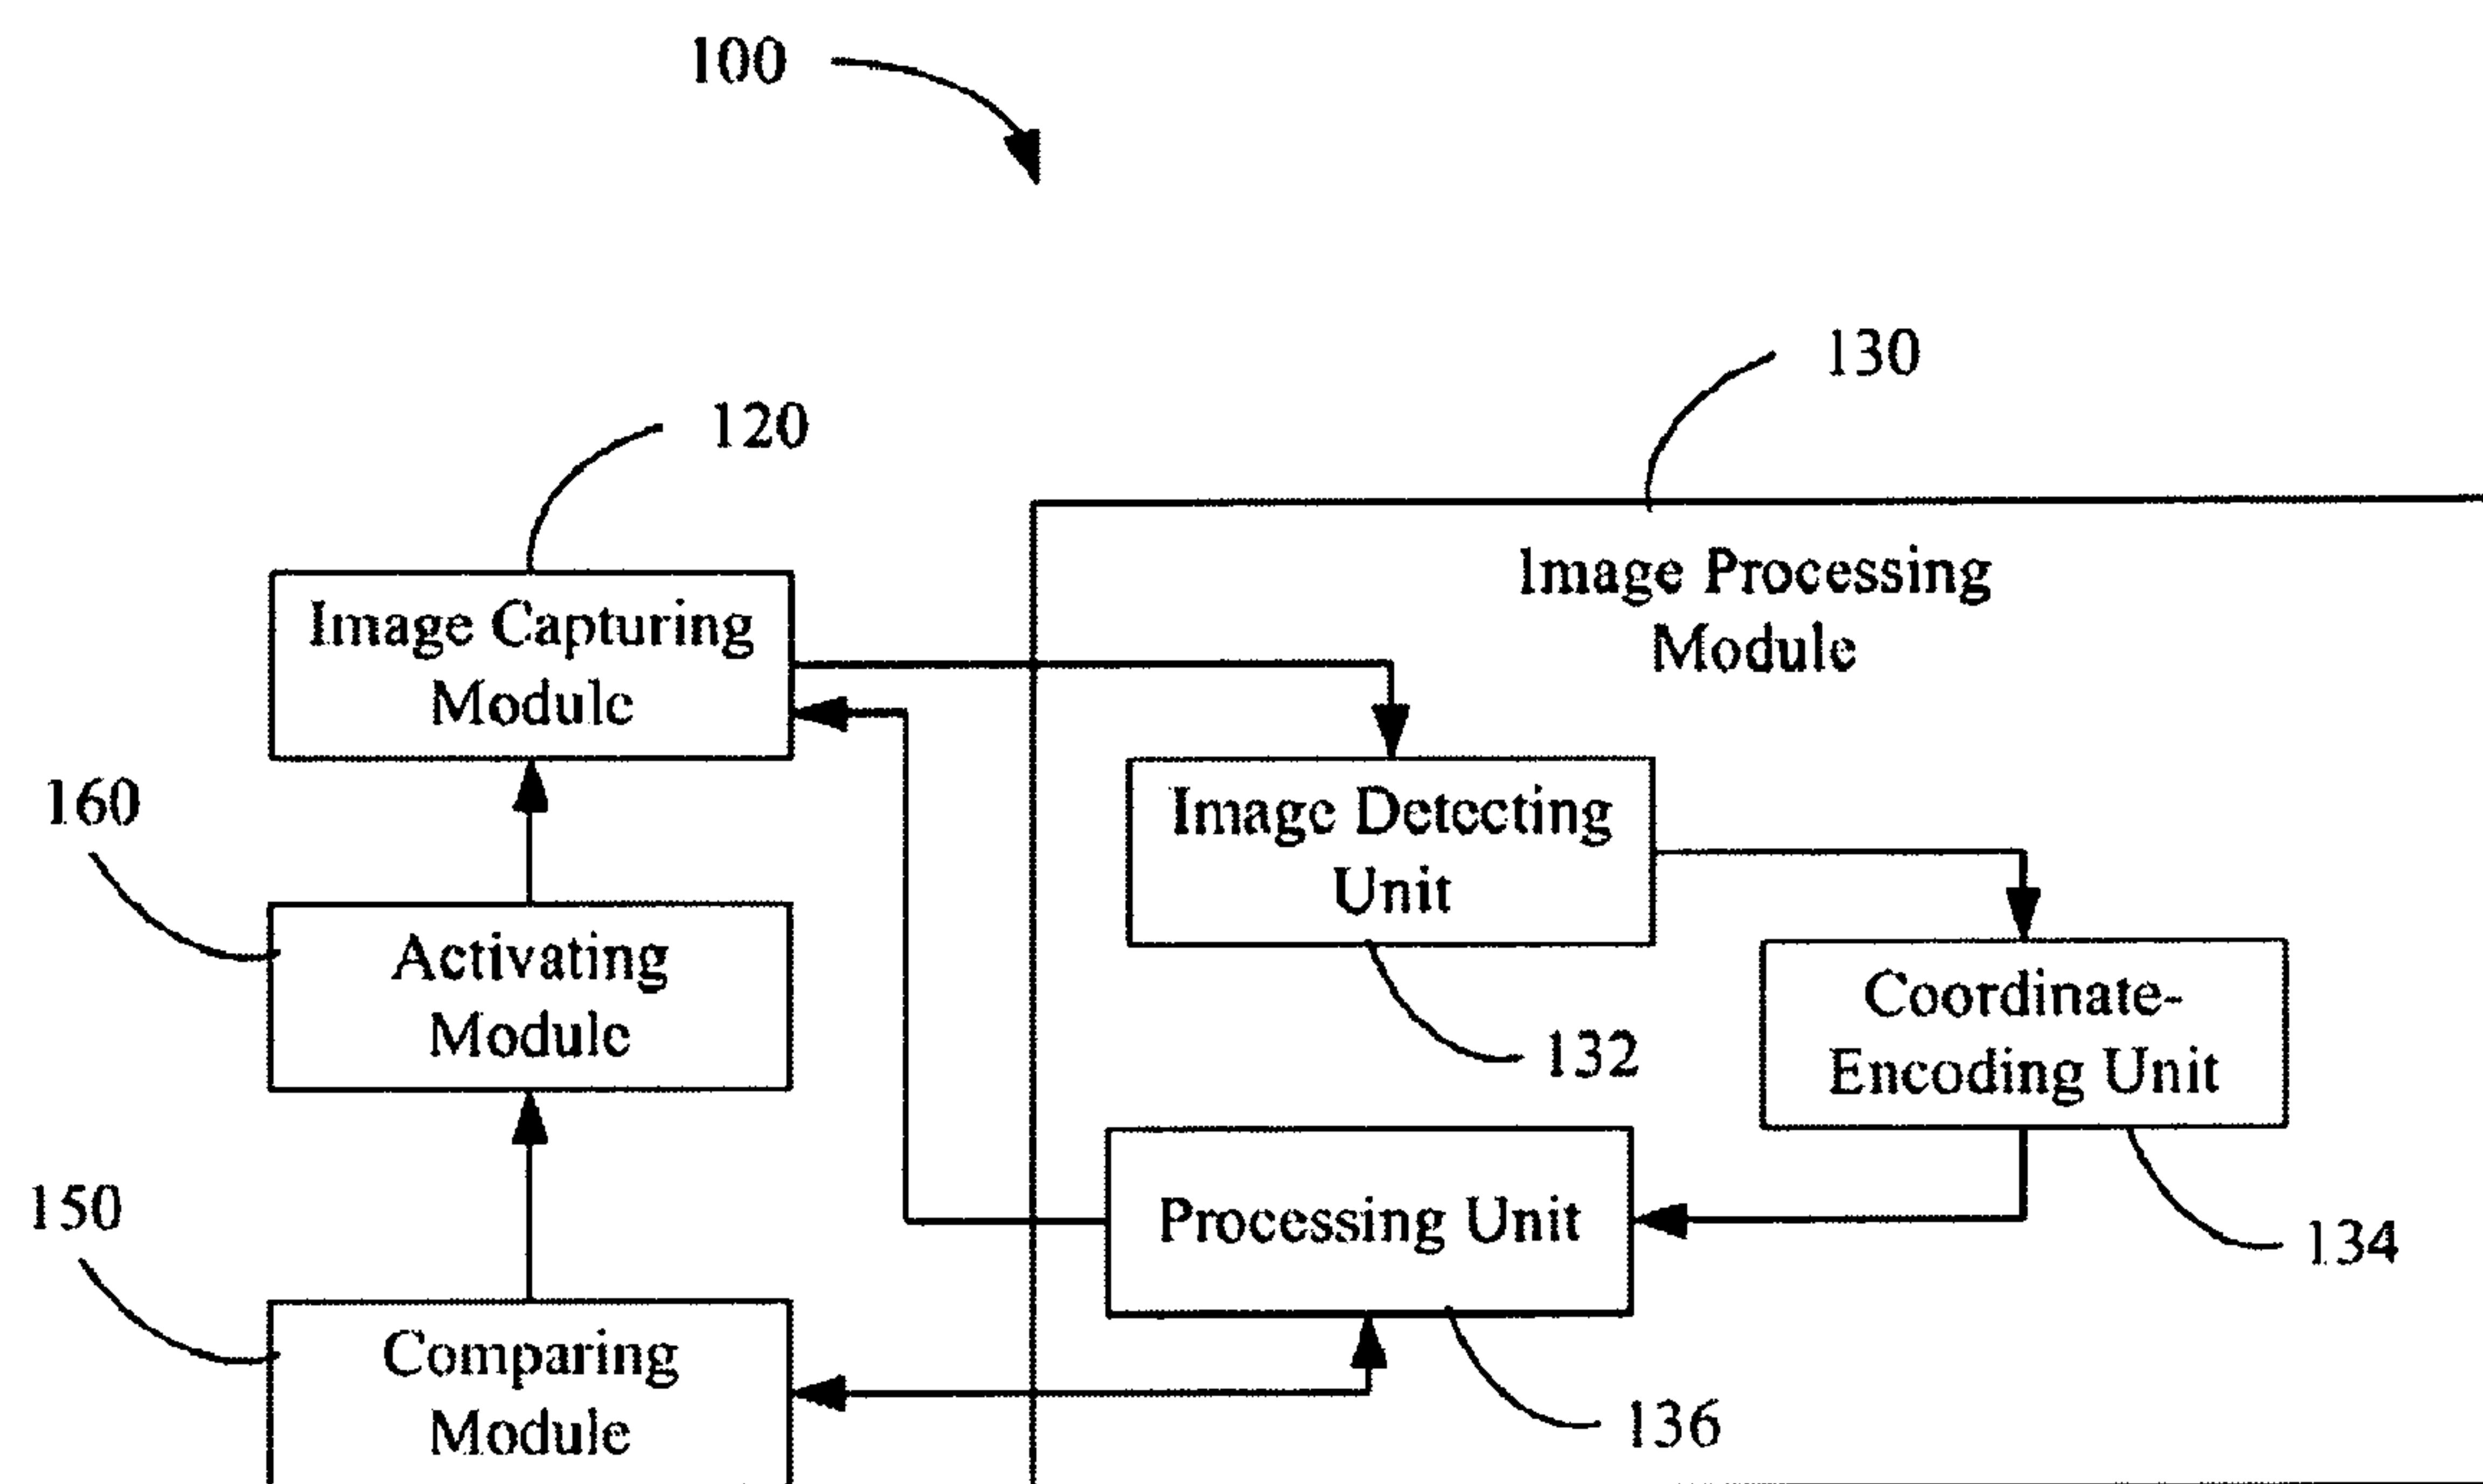 100
130
120
Image Processing
Module
Image Capturing
Module
160
Image Detecting
Unit
Activating
Module
Coordinate-
Encoding Unit
132
150
Processing Unit
134
Comparing
Module
136